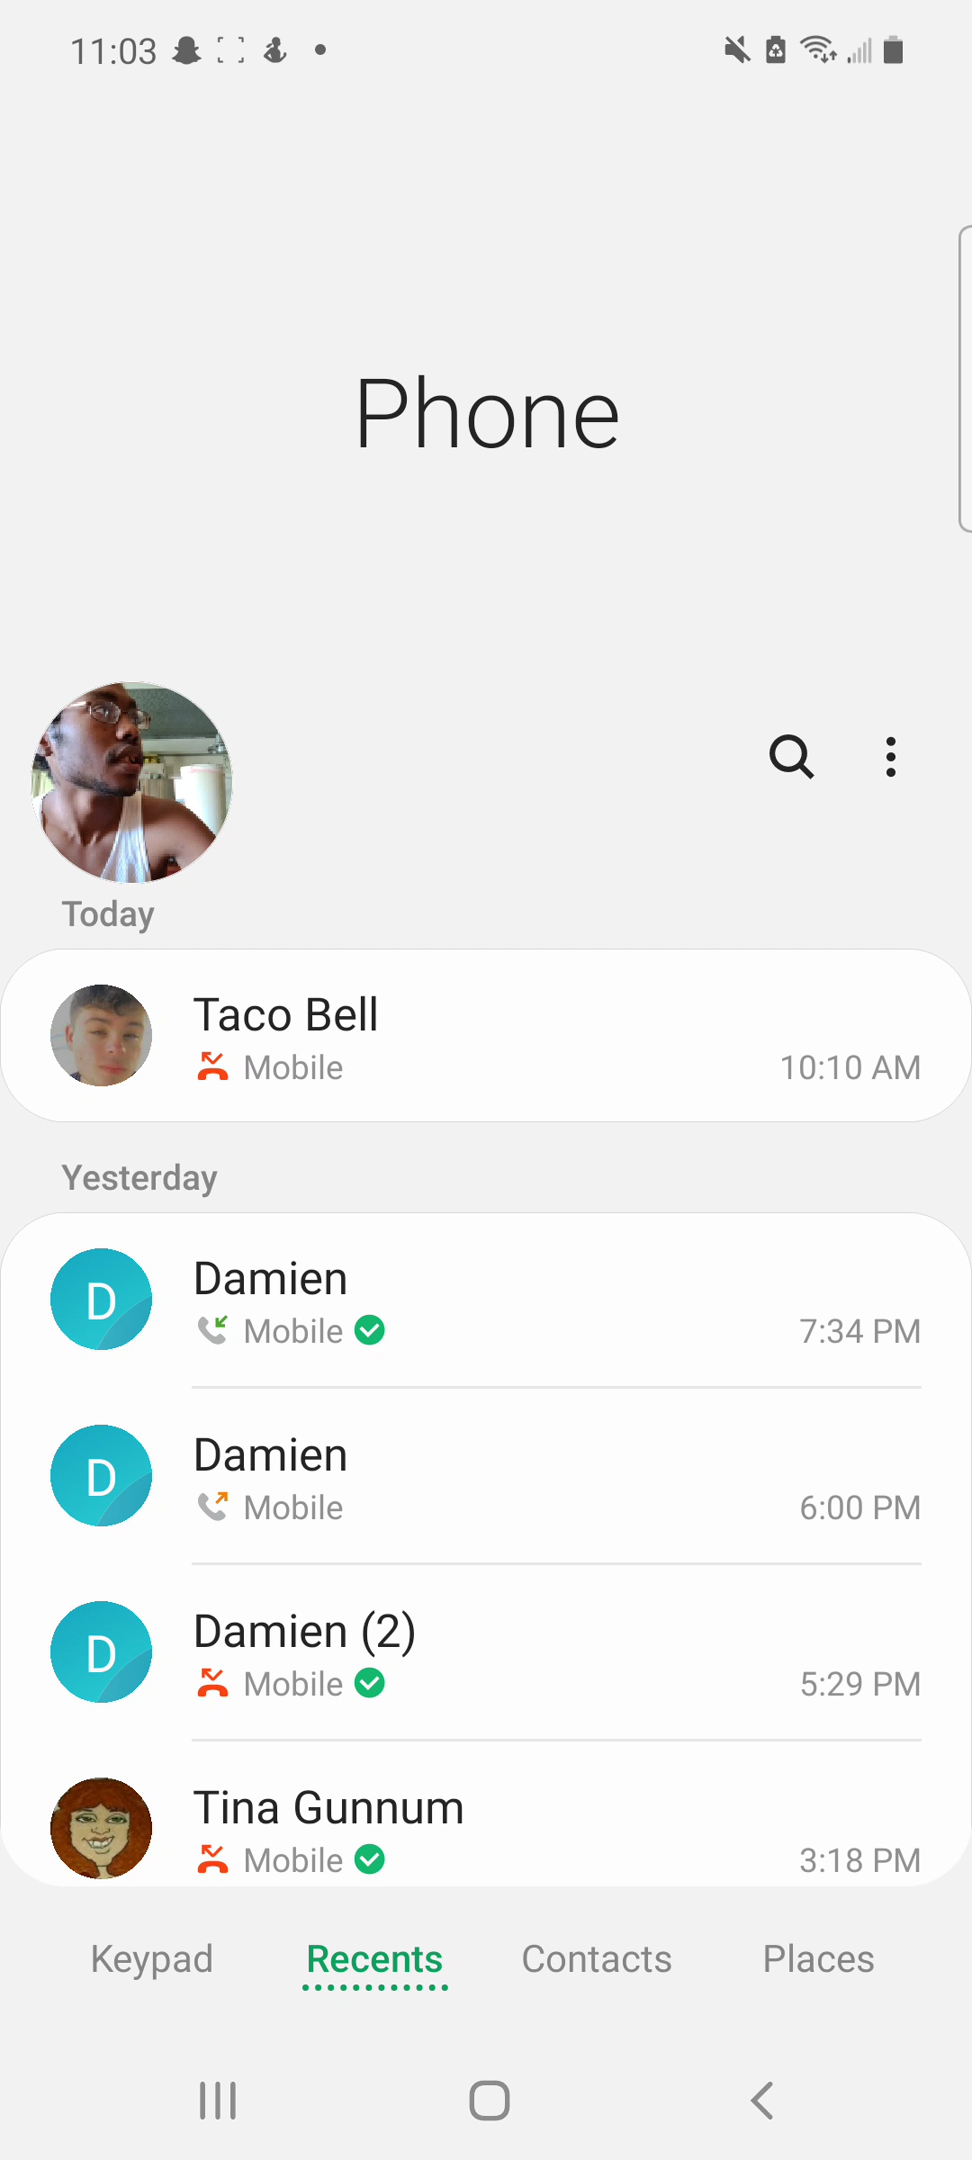 11:03
Phone
Today
Taco Bell
Mobile 10:10 AM
Yesterday
D Damien
Mobile 7:34 PM
D Damien
Mobile 6:00 PM
D Damien (2)
Mobile 5:29 PM
Tina Gunnum
Mobile 3:18 PM
Keypad Recents Contacts Places